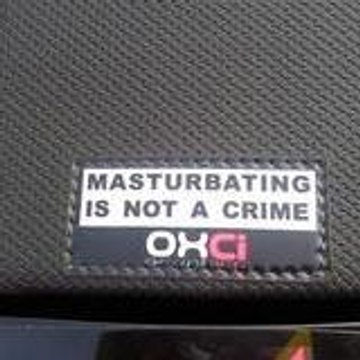 MASTURBATING
IS NOT A CRIME
OXCi